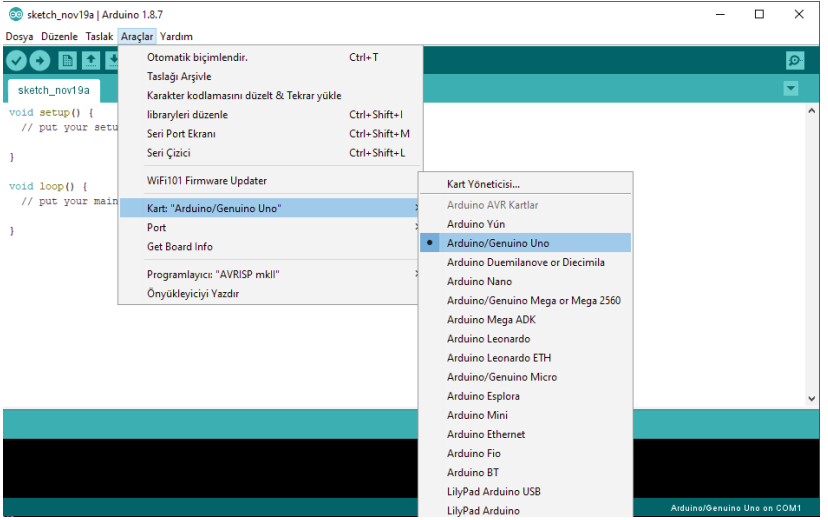 sketch_nov19a | Arduino 1.8.7
Dosya Düzenle Taslak Araçlar Yardım
sketch_nov19a
void setup() {
// put your setu
}
void loop() {
// put your main
}
Otomatik biçimlendir. Ctrl+T
Taslağı Arşivle
Karakter kodlamasını düzelt & Tekrar yükle
libraryleri düzenle Ctrl+Shift+I
Seri Port Ekranı Ctrl+Shift+M
Seri Çizici Ctrl+Shift+L
WiFi101 Firmware Updater
Kart: "Arduino/Genuino Uno"
Port
Get Board Info
Programlayıcı: "AVRISP mkII"
Önyükleyiciyi Yazdır
Kart Yöneticisi...
Arduino AVR Kartlar
Arduino Yún
Arduino/Genuino Uno
Arduino Duemilanove or Diecimila
Arduino Nano
Arduino/Genuino Mega or Mega 2560
Arduino Mega ADK
Arduino Leonardo
Arduino Leonardo ETH
Arduino/Genuino Micro
Arduino Esplora
Arduino Mini
Arduino Ethernet
Arduino Fio
Arduino BT
LilyPad Arduino USB
LilyPad Arduino
Arduino/Genuino Uno on COM1